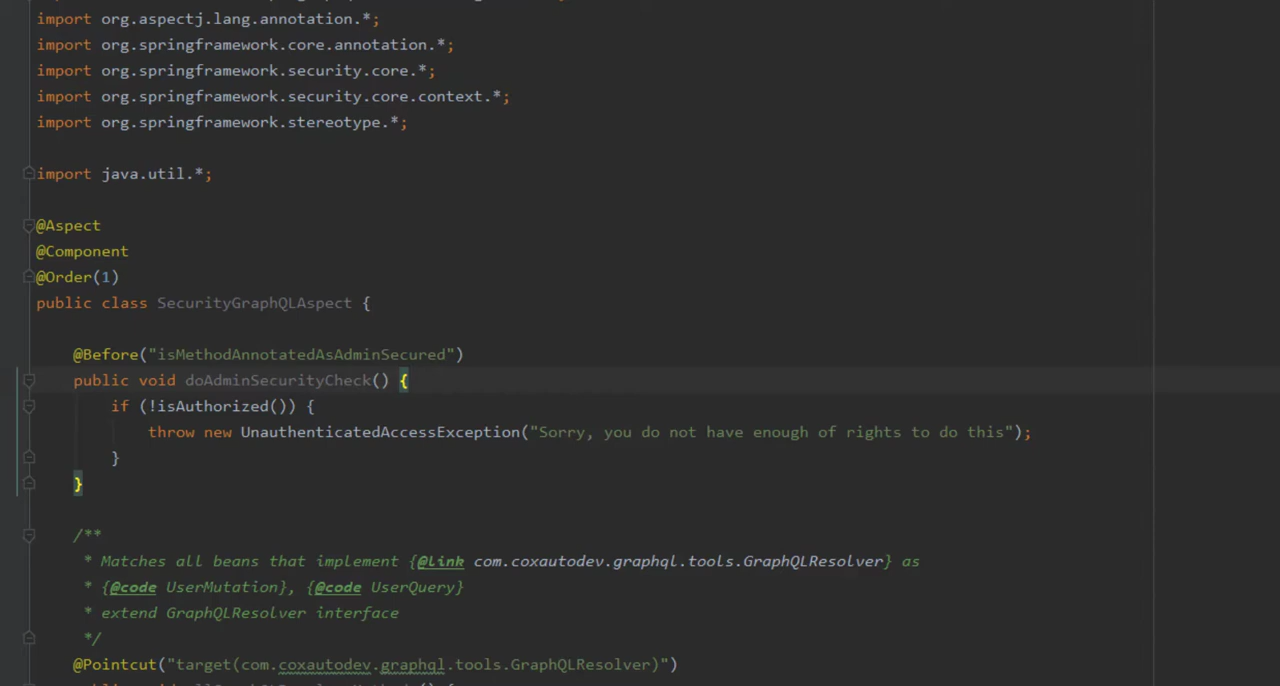 import org.aspectj.lang.annotation.*;
import org.springframework.core.annotation.*;
import org.springframework.security.core.*;
import org.springframework.security.core.context.*;
import org.springframework.stereotype.*;
import java.util.*;
@Aspect
@Component
@Order(1)
public class SecurityGraphQLAspect {
@Before("isMethodAnnotatedAsAdminSecured")
public void doAdminSecurityCheck() {
if (!isAuthorized()) {
throw new UnauthenticatedAccessException("Sorry, you do not have enough of rights to do this");
}
}
/**
* Matches all beans that implement {@link com.coxautodev.graphql.tools.GraphQLResolver} as
* {@code UserMutation}, {@code UserQuery}
* extend GraphQLResolver interface
*/
@Pointcut("target(com.coxautodev.graphql.tools.GraphQLResolver)")